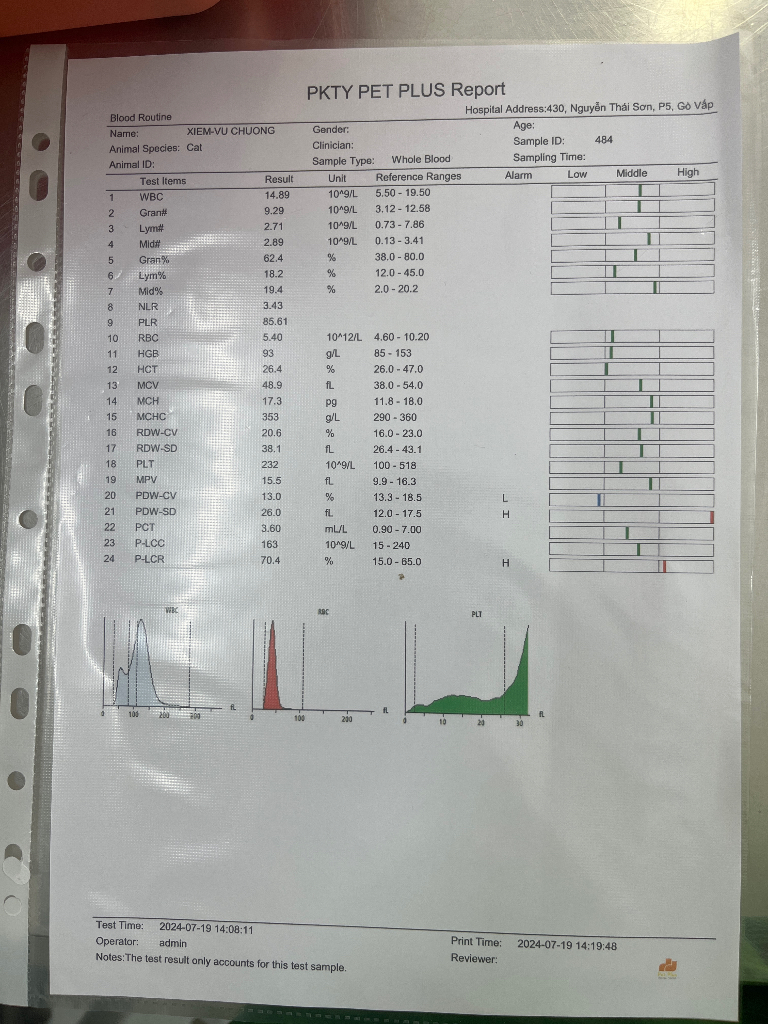 PKTY PET PLUS Report
Blood Routine Hospital Address:430, Nguyễn Thái Sơn, P5, Gò Vấp
Name: XIEM-VU CHUONG Gender: Age:
Animal Species: Cat Clinician: Sample ID: 484
Animal ID: Sample Type: Whole Blood Sampling Time:
Test Items Result Unit Reference Ranges Alarm Low Middle High
1 WBC 14.89 10^9/L 5.50 - 19.50
2 Gran# 9.29 10^9/L 3.12 - 12.58
3 Lym# 2.71 10^9/L 0.73 - 7.86
4 Mid# 2.89 10^9/L 0.13 - 3.41
5 Gran% 62.4 % 38.0 - 80.0
6 Lym% 18.2 % 12.0 - 45.0
7 Mid% 19.4 % 2.0 - 20.2
8 NLR 3.43
9 PLR 85.61
10 RBC 5.40 10^12/L 4.60 - 10.20
11 HGB 93 g/L 85 - 153
12 HCT 26.4 % 26.0 - 47.0
13 MCV 48.9 fL 38.0 - 54.0
14 MCH 17.3 pg 11.8 - 18.0
15 MCHC 353 g/L 290 - 360
16 RDW-CV 20.6 % 16.0 - 23.0
17 RDW-SD 38.1 fL 26.4 - 43.1
18 PLT 232 10^9/L 100 - 518
19 MPV 15.5 fL 9.9 - 16.3
20 PDW-CV 13.0 % 13.3 - 18.5 L
21 PDW-SD 26.0 fL 12.0 - 17.5 H
22 PCT 3.60 mL/L 0.90 - 7.00
23 P-LCC 163 10^9/L 15 - 240
24 P-LCR 70.4 % 15.0 - 65.0 H
WBC RBC PLT
0 100 200 300 fL 0 100 200 fL 0 10 20 30 fL
Test Time: 2024-07-19 14:08:11
Operator: admin Print Time: 2024-07-19 14:19:48
Notes:The test result only accounts for this test sample. Reviewer: